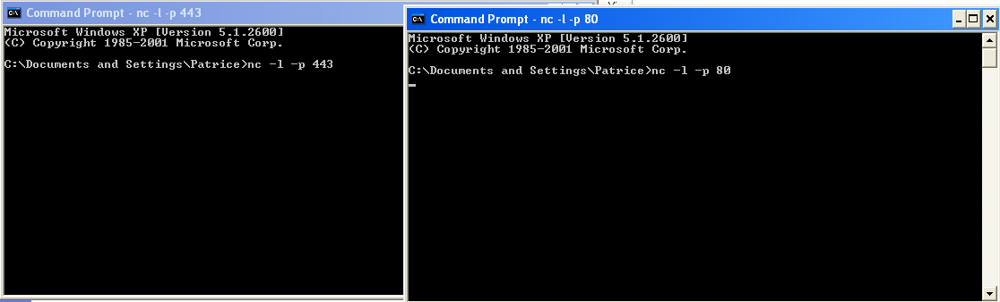 Command Prompt - nc -l -p 443
Microsoft Windows XP [Version 5.1.2600]
(C) Copyright 1985-2001 Microsoft Corp.
C:\Documents and Settings\Patrice>nc -l -p 443
Command Prompt - nc -l -p 80
Microsoft Windows XP [Version 5.1.2600]
(C) Copyright 1985-2001 Microsoft Corp.
C:\Documents and Settings\Patrice>nc -l -p 80